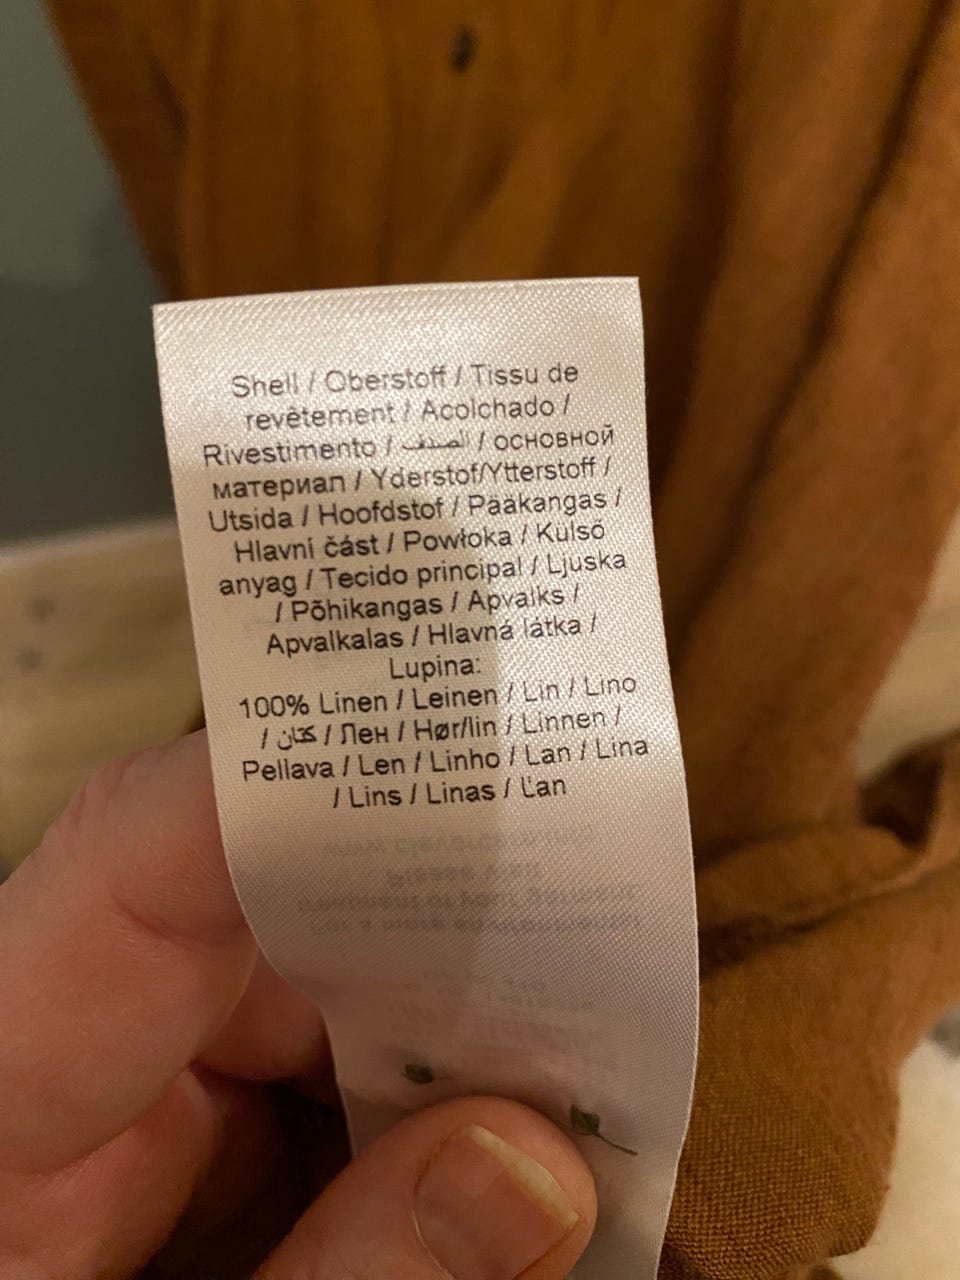 Shell / Oberstoff / Tissu de
revêtement / Acolchado /
Rivestimento / الصدف / основной
материал / Yderstof/Ytterstoff /
Utsida / Hoofdstof / Pääkangas /
Hlavní část / Powłoka / Külső
anyag / Tecido principal / Ljuska
/ Põhikangas / Apvalks /
Apvalkalas / Hlavná látka /
Lupina:
100% Linen / Leinen / Lin / Lino
/ كتان / Лен / Hør/lin / Linnen /
Pellava / Len / Linho / Lan / Lina
/ Lins / Linas / Ľan